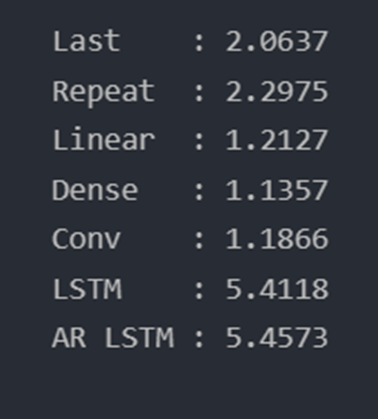 Last     : 2.0637
Repeat   : 2.2975
Linear   : 1.2127
Dense    : 1.1357
Conv     : 1.1866
LSTM     : 5.4118
AR LSTM : 5.4573